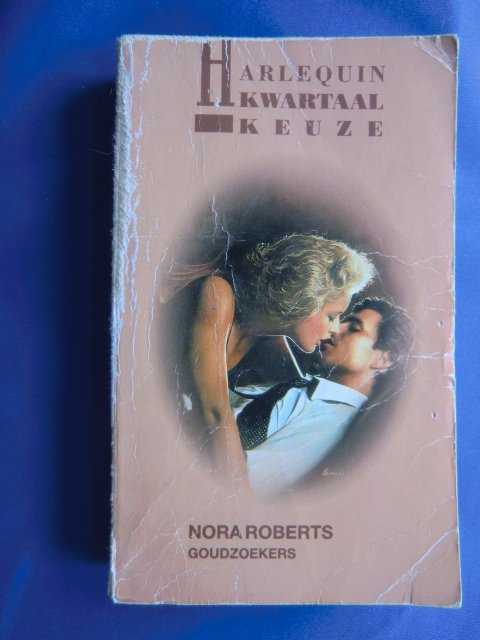 HARLEQUIN
KWARTAAL
KEUZE
NORA ROBERTS
GOUDZOEKERS